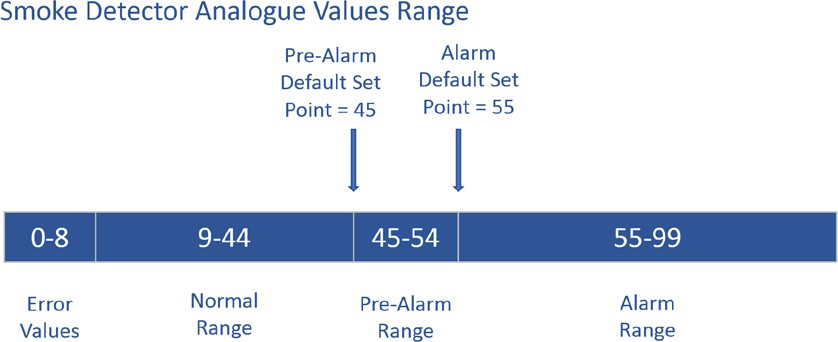 Smoke Detector Analogue Values Range
Pre-Alarm
Default Set
Point = 45
Alarm
Default Set
Point = 55
0-8
9-44
45-54
55-99
Error
Values
Normal
Range
Pre-Alarm
Range
Alarm
Range